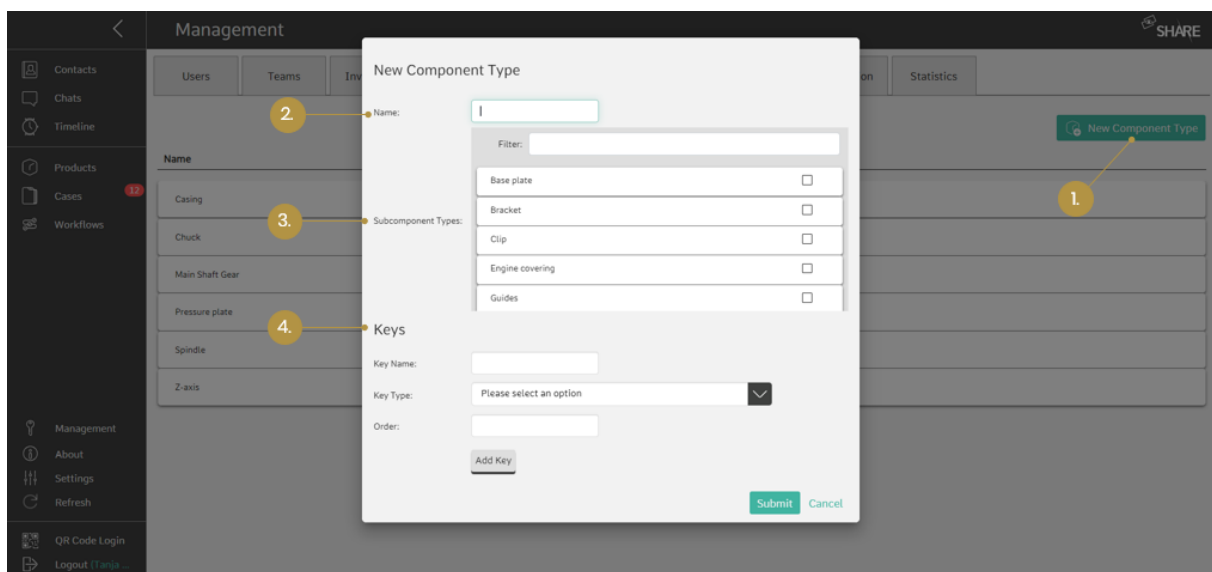 Management
SHARE
Contacts
Chats
Timeline
Products
Cases
12
Workflows
Management
About
Settings
Refresh
QR Code Login
Logout (Tanja ...
Users
Teams
Inv
on
Statistics
New Component Type
1.
Name
Casing
Chuck
Main Shaft Gear
Pressure plate
Spindle
Z-axis
New Component Type
2.
Name:
Filter:
3.
Subcomponent Types:
Base plate
Bracket
Clip
Engine covering
Guides
4.
Keys
Key Name:
Key Type:
Please select an option
Order:
Add Key
Submit
Cancel